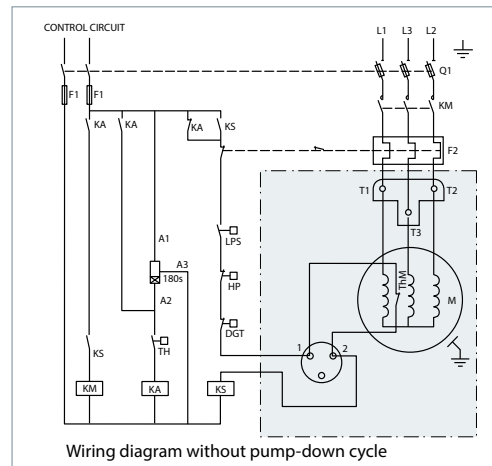 CONTROL CIRCUIT
L1 L3 L2
Q1
F1 F1
KM
KA KA KA KS
F2
T1 T2
T3
A1
LPS
A3
180s
HP
ThM
M
A2
DGT
1 2
KS
TH
KM KA KS
Wiring diagram without pump-down cycle